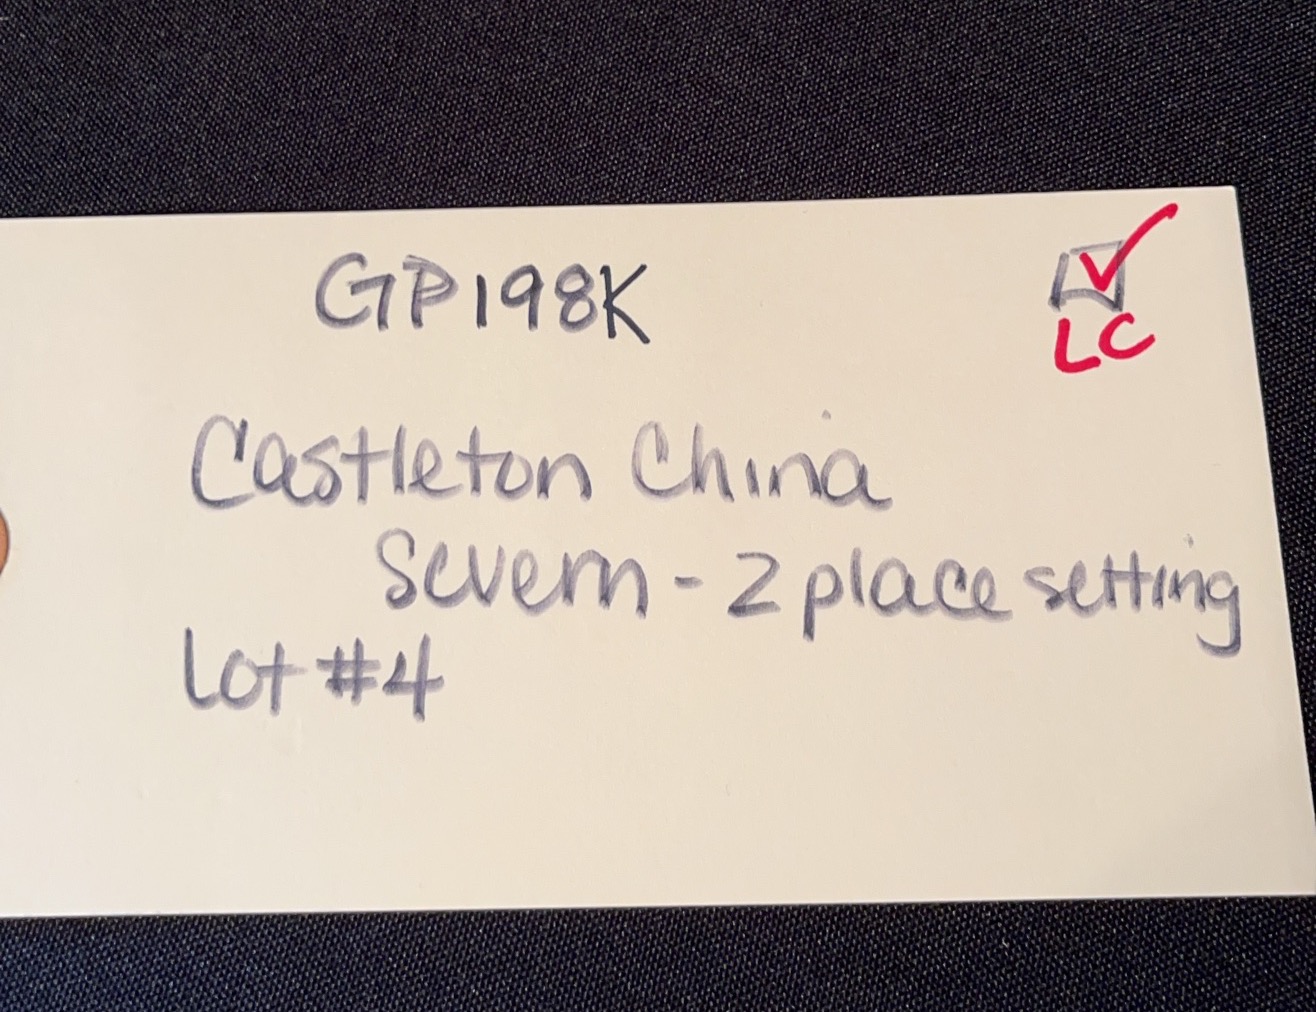 GP198K
☑
LC
Castleton China
Severn - 2 place setting
Lot #4